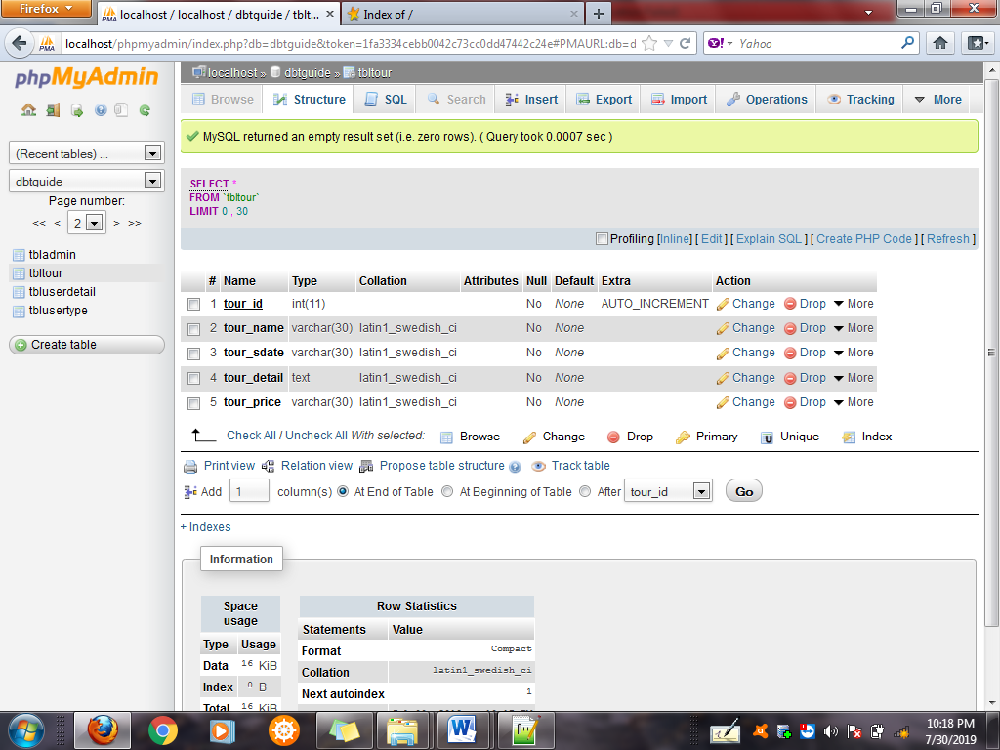 Firefox
localhost / localhost / dbtguide / tblt...
Index of /
localhost/phpmyadmin/index.php?db=dbtguide&token=1fa3334cebb0042c73cc0dd47442c24e#PMAURL:db=d
Yahoo
phpMyAdmin
(Recent tables) ...
dbtguide
Page number:
<< < 2 > >>
tbladmin
tbltour
tbluserdetail
tblusertype
Create table
localhost » dbtguide » tbltour
Browse Structure SQL Search Insert Export Import Operations Tracking More
MySQL returned an empty result set (i.e. zero rows). ( Query took 0.0007 sec )
SELECT *
FROM `tbltour`
LIMIT 0 , 30
Profiling [Inline] [ Edit ] [ Explain SQL ] [ Create PHP Code ] [ Refresh ]
# Name Type Collation Attributes Null Default Extra Action
1 tour_id int(11) No None AUTO_INCREMENT Change Drop More
2 tour_name varchar(30) latin1_swedish_ci No None Change Drop More
3 tour_sdate varchar(30) latin1_swedish_ci No None Change Drop More
4 tour_detail text latin1_swedish_ci No None Change Drop More
5 tour_price varchar(30) latin1_swedish_ci No None Change Drop More
Check All / Uncheck All With selected: Browse Change Drop Primary Unique Index
Print view Relation view Propose table structure Track table
Add 1 column(s) At End of Table At Beginning of Table After tour_id Go
+ Indexes
Information
Space
usage
Type Usage
Data 16 KiB
Index 0 B
Total 16 KiB
Row Statistics
Statements Value
Format Compact
Collation latin1_swedish_ci
Next autoindex 1
10:18 PM
7/30/2019